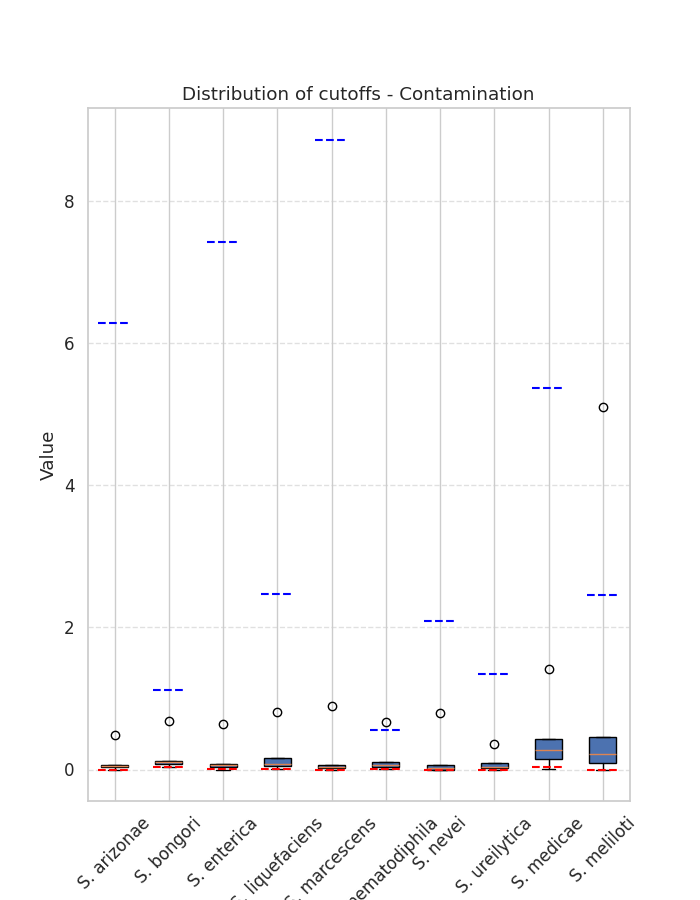 Distribution of cutoffs - Contamination
Value
8
6
4
2
0
S. arizonae
S. bongori
S. enterica
S. liquefaciens
S. marcescens
nematodiphila
S. nevei
S. ureilytica
S. medicae
S. meliloti